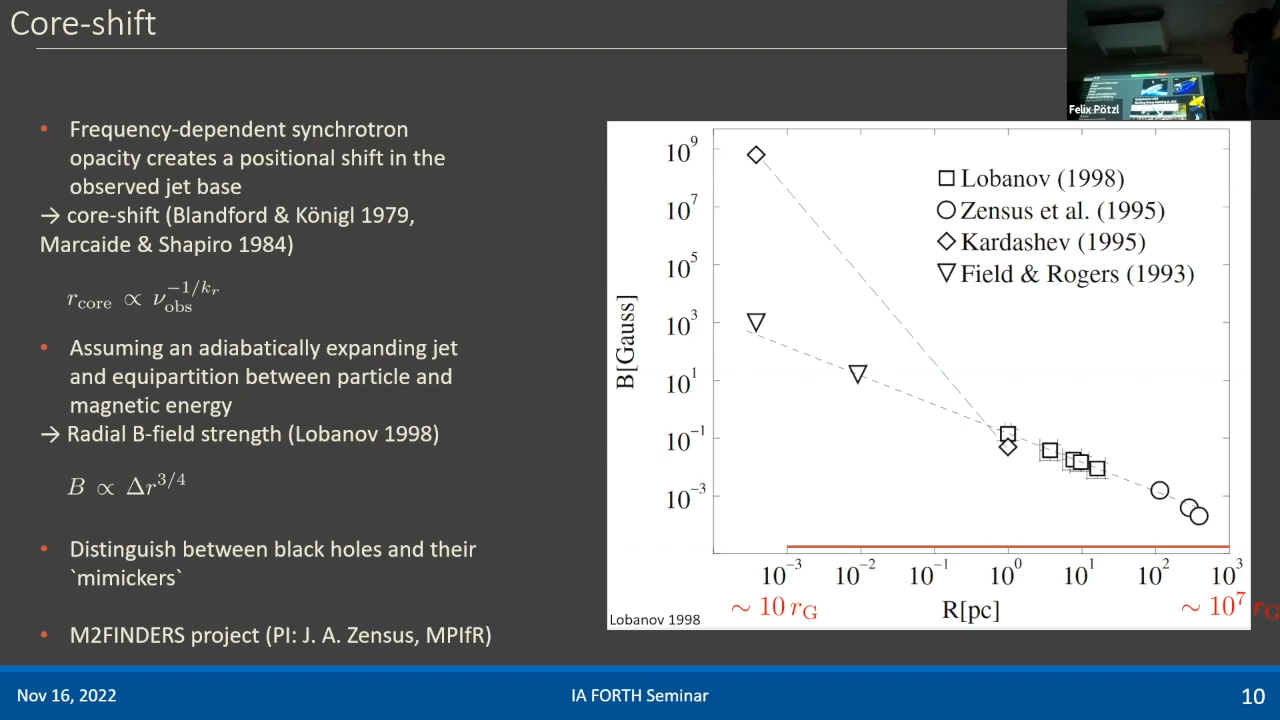 Core-shift
Felix Pötzl
• Frequency-dependent synchrotron
opacity creates a positional shift in the
observed jet base
→ core-shift (Blandford & Königl 1979,
Marcaide & Shapiro 1984)
r_core ∝ ν_obs^{-1/k_r}
• Assuming an adiabatically expanding jet
and equipartition between particle and
magnetic energy
→ Radial B-field strength (Lobanov 1998)
B ∝ Δr^{3/4}
• Distinguish between black holes and their
`mimickers`
• M2FINDERS project (PI: J. A. Zensus, MPIfR)
B[Gauss]
10^9
10^7
10^5
10^3
10^1
10^{-1}
10^{-3}
□ Lobanov (1998)
○ Zensus et al. (1995)
◇ Kardashev (1995)
▽ Field & Rogers (1993)
10^{-3} 10^{-2} 10^{-1} 10^0 10^1 10^2 10^3
~ 10 r_G R[pc] ~ 10^7 r_G
Lobanov 1998
Nov 16, 2022 IA FORTH Seminar 10